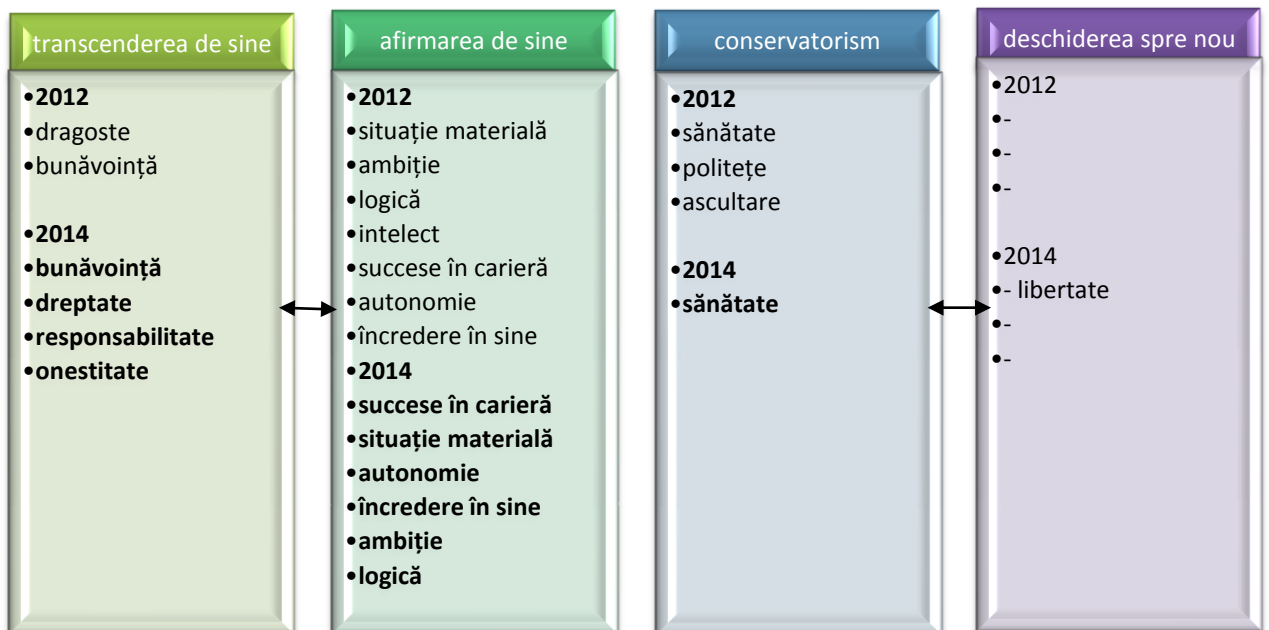 transcenderea de sine
•2012
•dragoste
•bunăvoință
•2014
•bunăvoință
•dreptate
•responsabilitate
•onestitate
afirmarea de sine
•2012
•situație materială
•ambiție
•logică
•intelect
•succese în carieră
•autonomie
•încredere în sine
•2014
•succese în carieră
•situație materială
•autonomie
•încredere în sine
•ambiție
•logică
conservatorism
•2012
•sănătate
•politețe
•ascultare
•2014
•sănătate
deschiderea spre nou
•2012
•-
•-
•-
•2014
•- libertate
•-
•-